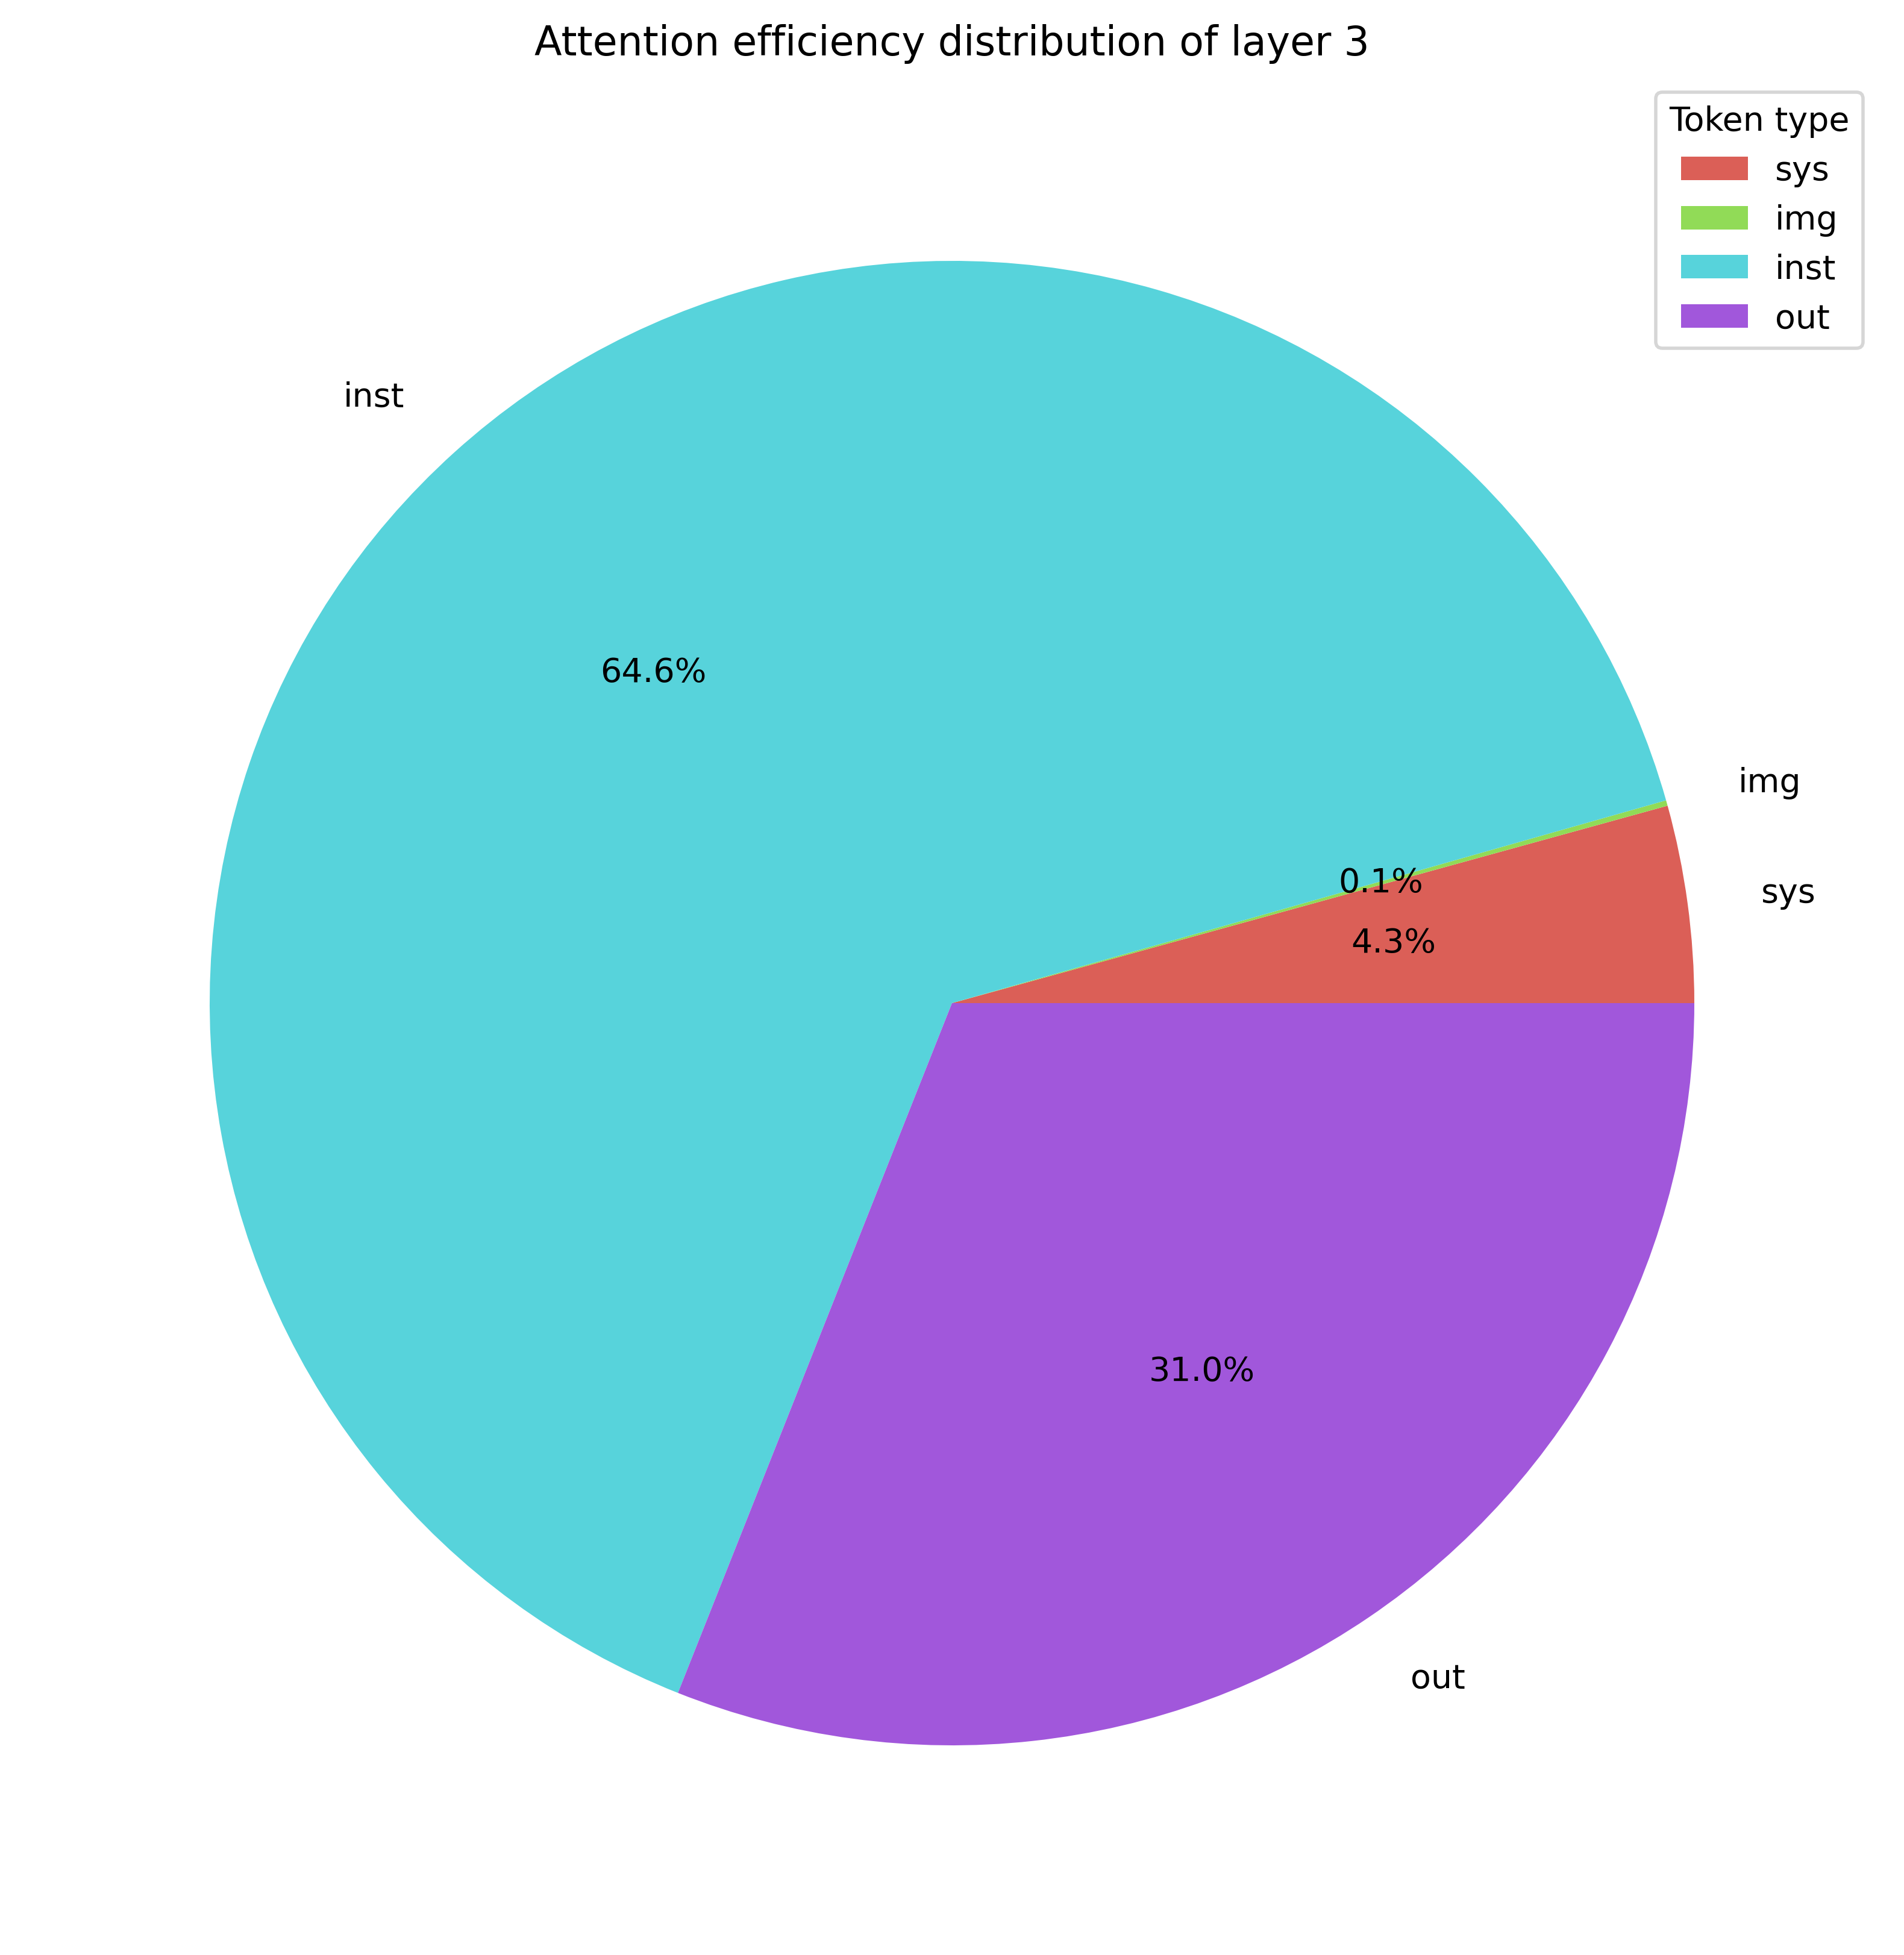 Attention efficiency distribution of layer 3
Token type
sys
img
inst
out
inst
64.6%
img
0.1%
sys
4.3%
31.0%
out